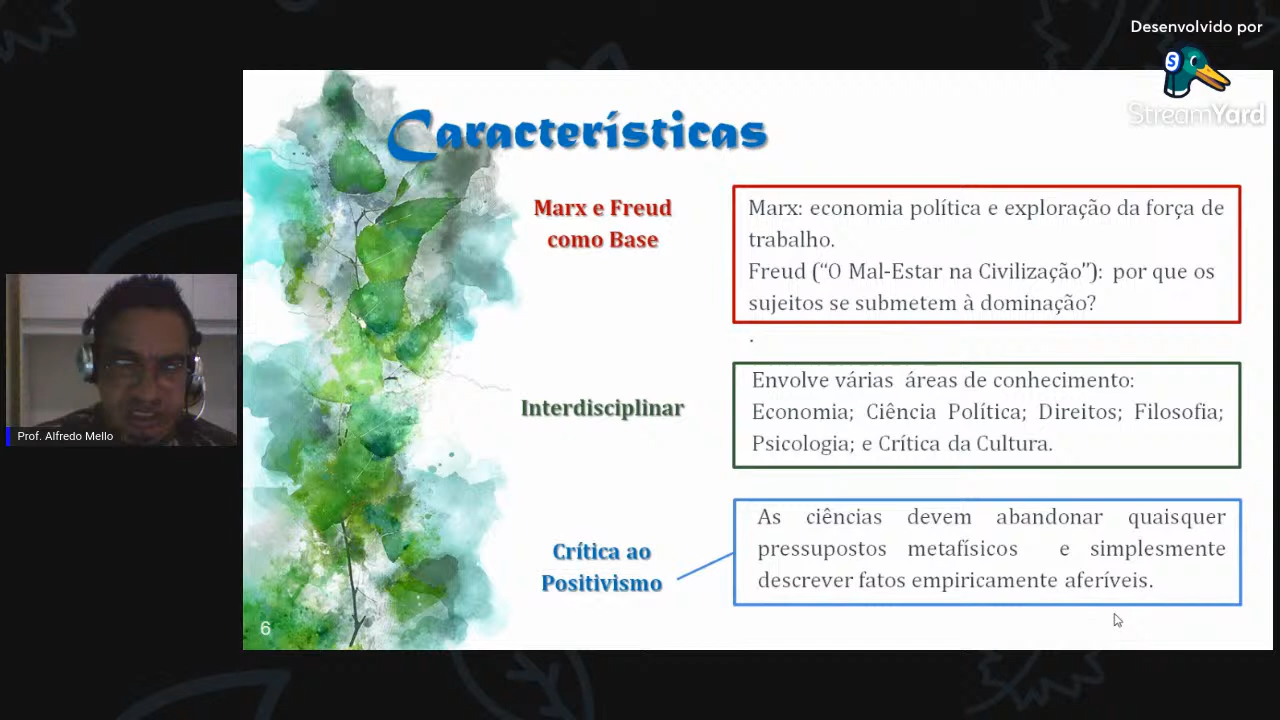 Desenvolvido por
S
StreamYard
Características
Marx e Freud
como Base
Marx: economia política e exploração da força de
trabalho.
Freud (“O Mal-Estar na Civilização”): por que os
sujeitos se submetem à dominação?
.
Interdisciplinar
Envolve várias áreas de conhecimento:
Economia; Ciência Política; Direitos; Filosofia;
Psicologia; e Crítica da Cultura.
Crítica ao
Positivismo
As ciências devem abandonar quaisquer
pressupostos metafísicos e simplesmente
descrever fatos empiricamente aferíveis.
Prof. Alfredo Mello
6